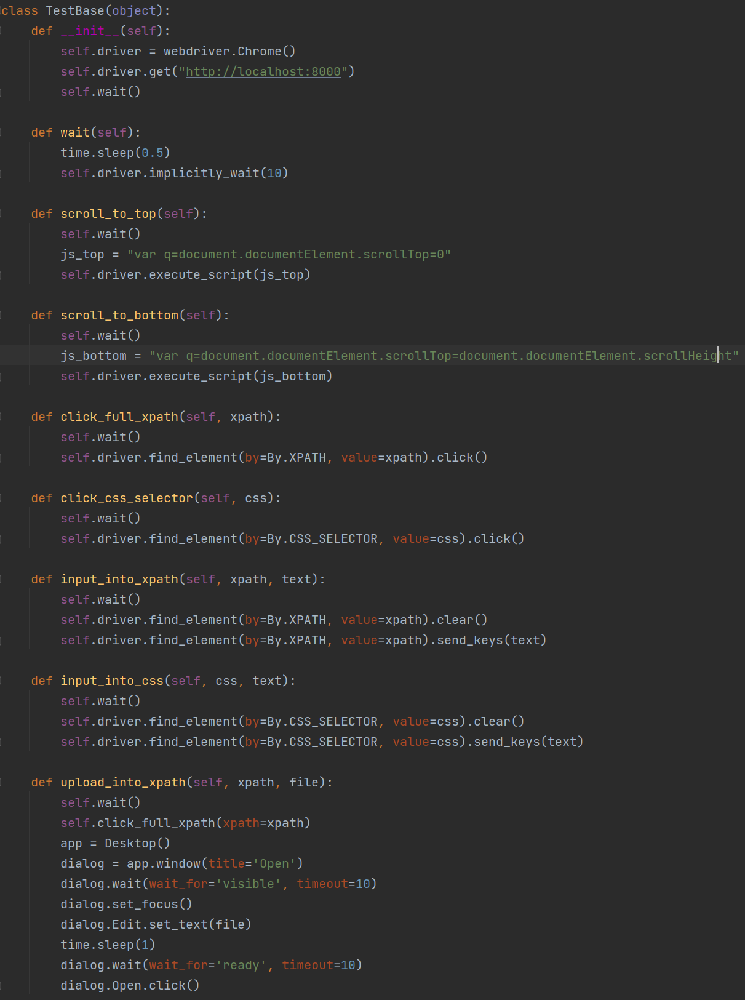 class TestBase(object):
    def __init__(self):
        self.driver = webdriver.Chrome()
        self.driver.get("http://localhost:8000")
        self.wait()

    def wait(self):
        time.sleep(0.5)
        self.driver.implicitly_wait(10)

    def scroll_to_top(self):
        self.wait()
        js_top = "var q=document.documentElement.scrollTop=0"
        self.driver.execute_script(js_top)

    def scroll_to_bottom(self):
        self.wait()
        js_bottom = "var q=document.documentElement.scrollTop=document.documentElement.scrollHeight"
        self.driver.execute_script(js_bottom)

    def click_full_xpath(self, xpath):
        self.wait()
        self.driver.find_element(by=By.XPATH, value=xpath).click()

    def click_css_selector(self, css):
        self.wait()
        self.driver.find_element(by=By.CSS_SELECTOR, value=css).click()

    def input_into_xpath(self, xpath, text):
        self.wait()
        self.driver.find_element(by=By.XPATH, value=xpath).clear()
        self.driver.find_element(by=By.XPATH, value=xpath).send_keys(text)

    def input_into_css(self, css, text):
        self.wait()
        self.driver.find_element(by=By.CSS_SELECTOR, value=css).clear()
        self.driver.find_element(by=By.CSS_SELECTOR, value=css).send_keys(text)

    def upload_into_xpath(self, xpath, file):
        self.wait()
        self.click_full_xpath(xpath=xpath)
        app = Desktop()
        dialog = app.window(title='Open')
        dialog.wait(wait_for='visible', timeout=10)
        dialog.set_focus()
        dialog.Edit.set_text(file)
        time.sleep(1)
        dialog.wait(wait_for='ready', timeout=10)
        dialog.Open.click()